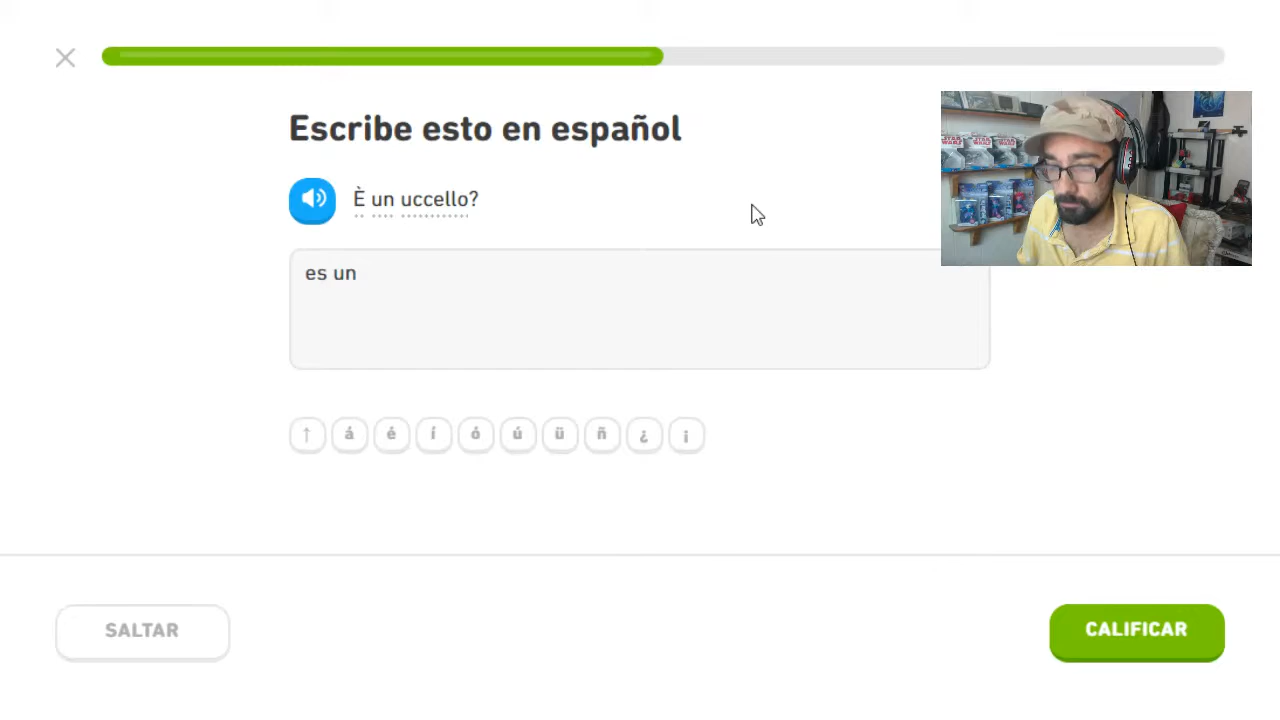 Escribe esto en español
È un uccello?
es un
↑ á é í ó ú ü ñ ¿ ¡
SALTAR
CALIFICAR